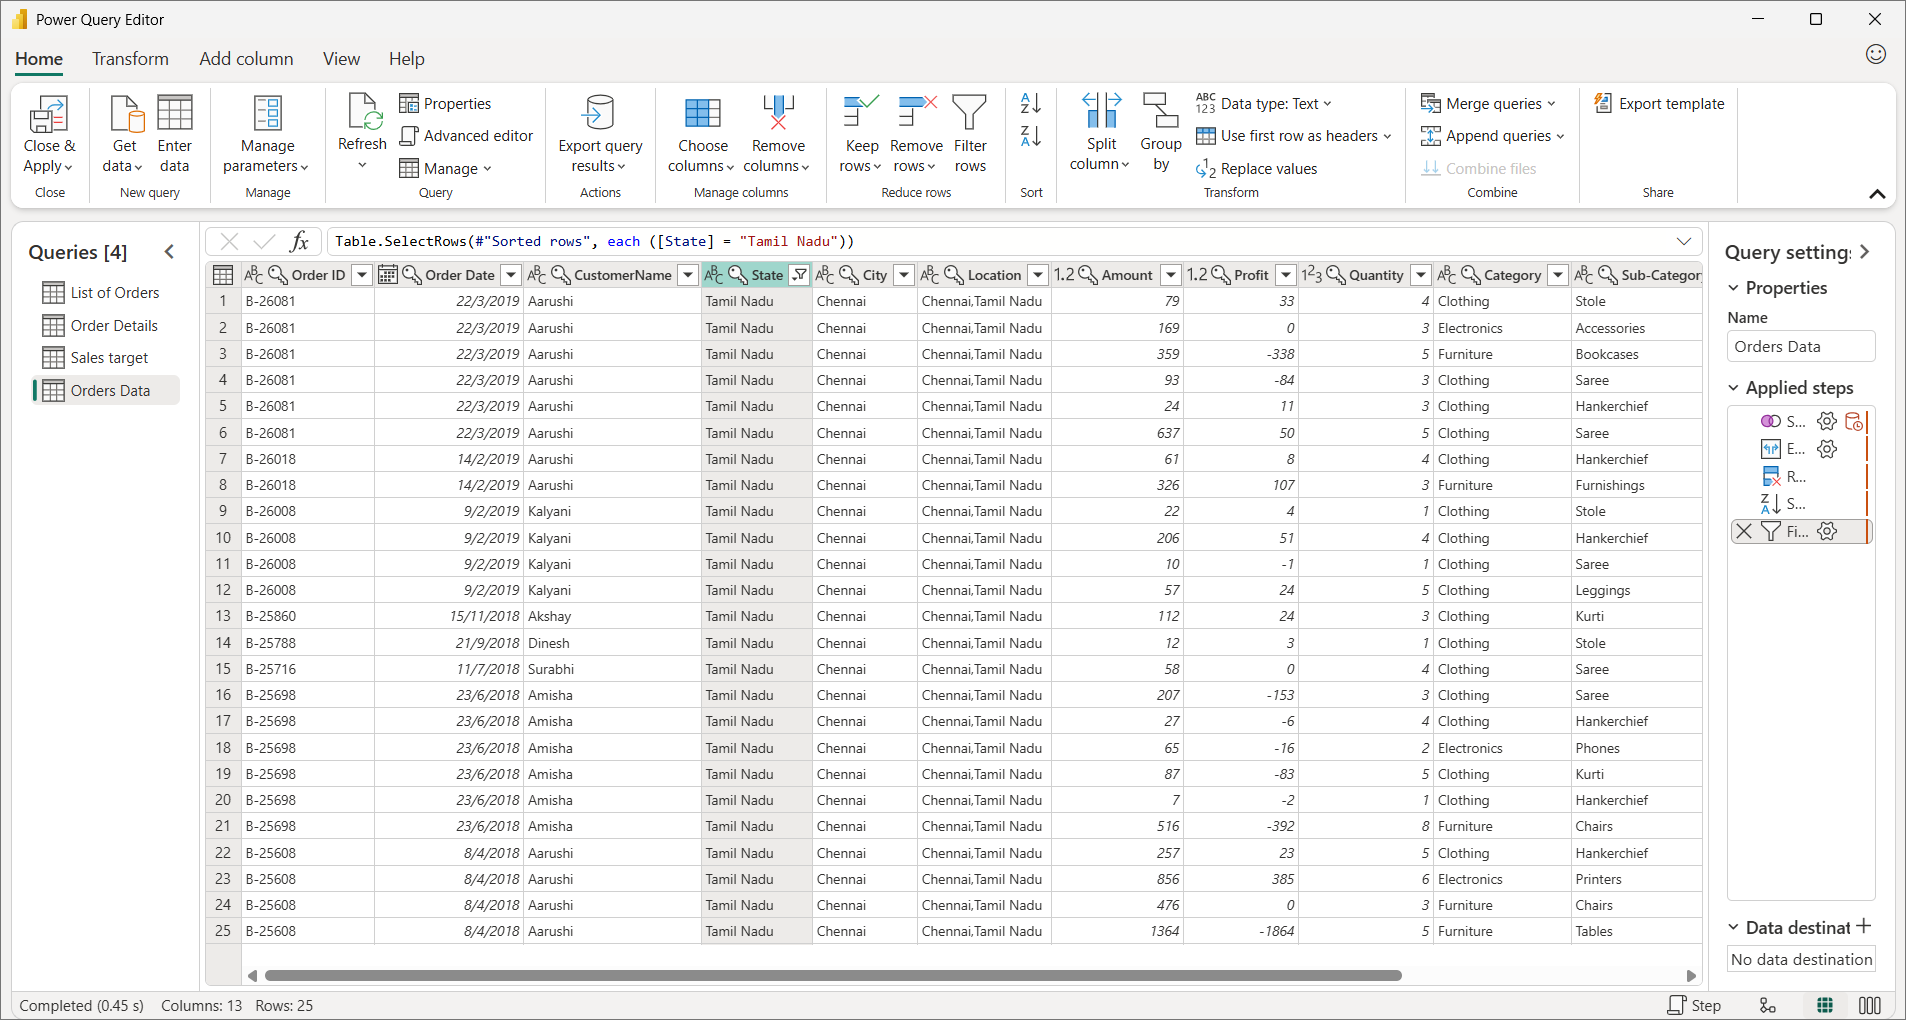 Power Query Editor
Home Transform Add column View Help
Close & Apply
Close
Get data
Enter data
New query
Manage parameters
Manage
Refresh
Properties
Advanced editor
Manage
Query
Export query results
Actions
Choose columns
Remove columns
Manage columns
Keep rows
Remove rows
Filter rows
Reduce rows
Sort
Split column
Group by
Data type: Text
Use first row as headers
Replace values
Transform
Merge queries
Append queries
Combine files
Combine
Export template
Share
Queries [4]
List of Orders
Order Details
Sales target
Orders Data
fx Table.SelectRows(#"Sorted rows", each ([State] = "Tamil Nadu"))
Order ID Order Date CustomerName State City Location 1.2 Amount 1.2 Profit 123 Quantity Category Sub-Category
1 B-26081 22/3/2019 Aarushi Tamil Nadu Chennai Chennai,Tamil Nadu 79 33 4 Clothing Stole
2 B-26081 22/3/2019 Aarushi Tamil Nadu Chennai Chennai,Tamil Nadu 169 0 3 Electronics Accessories
3 B-26081 22/3/2019 Aarushi Tamil Nadu Chennai Chennai,Tamil Nadu 359 -338 5 Furniture Bookcases
4 B-26081 22/3/2019 Aarushi Tamil Nadu Chennai Chennai,Tamil Nadu 93 -84 3 Clothing Saree
5 B-26081 22/3/2019 Aarushi Tamil Nadu Chennai Chennai,Tamil Nadu 24 11 3 Clothing Hankerchief
6 B-26081 22/3/2019 Aarushi Tamil Nadu Chennai Chennai,Tamil Nadu 637 50 5 Clothing Saree
7 B-26018 14/2/2019 Aarushi Tamil Nadu Chennai Chennai,Tamil Nadu 61 8 4 Clothing Hankerchief
8 B-26018 14/2/2019 Aarushi Tamil Nadu Chennai Chennai,Tamil Nadu 326 107 3 Furniture Furnishings
9 B-26008 9/2/2019 Kalyani Tamil Nadu Chennai Chennai,Tamil Nadu 22 4 1 Clothing Stole
10 B-26008 9/2/2019 Kalyani Tamil Nadu Chennai Chennai,Tamil Nadu 206 51 4 Clothing Hankerchief
11 B-26008 9/2/2019 Kalyani Tamil Nadu Chennai Chennai,Tamil Nadu 10 -1 1 Clothing Saree
12 B-26008 9/2/2019 Kalyani Tamil Nadu Chennai Chennai,Tamil Nadu 57 24 5 Clothing Leggings
13 B-25860 15/11/2018 Akshay Tamil Nadu Chennai Chennai,Tamil Nadu 112 24 3 Clothing Kurti
14 B-25788 21/9/2018 Dinesh Tamil Nadu Chennai Chennai,Tamil Nadu 12 3 1 Clothing Stole
15 B-25716 11/7/2018 Surabhi Tamil Nadu Chennai Chennai,Tamil Nadu 58 0 4 Clothing Saree
16 B-25698 23/6/2018 Amisha Tamil Nadu Chennai Chennai,Tamil Nadu 207 -153 3 Clothing Saree
17 B-25698 23/6/2018 Amisha Tamil Nadu Chennai Chennai,Tamil Nadu 27 -6 4 Clothing Hankerchief
18 B-25698 23/6/2018 Amisha Tamil Nadu Chennai Chennai,Tamil Nadu 65 -16 2 Electronics Phones
19 B-25698 23/6/2018 Amisha Tamil Nadu Chennai Chennai,Tamil Nadu 87 -83 5 Clothing Kurti
20 B-25698 23/6/2018 Amisha Tamil Nadu Chennai Chennai,Tamil Nadu 7 -2 1 Clothing Hankerchief
21 B-25698 23/6/2018 Amisha Tamil Nadu Chennai Chennai,Tamil Nadu 516 -392 8 Furniture Chairs
22 B-25608 8/4/2018 Aarushi Tamil Nadu Chennai Chennai,Tamil Nadu 257 23 5 Clothing Hankerchief
23 B-25608 8/4/2018 Aarushi Tamil Nadu Chennai Chennai,Tamil Nadu 856 385 6 Electronics Printers
24 B-25608 8/4/2018 Aarushi Tamil Nadu Chennai Chennai,Tamil Nadu 476 0 3 Furniture Chairs
25 B-25608 8/4/2018 Aarushi Tamil Nadu Chennai Chennai,Tamil Nadu 1364 -1864 5 Furniture Tables
Query settings
Properties
Name
Orders Data
Applied steps
S...
E...
R...
S...
Fi...
Data destinat
No data destination
Completed (0.45 s) Columns: 13 Rows: 25
Step